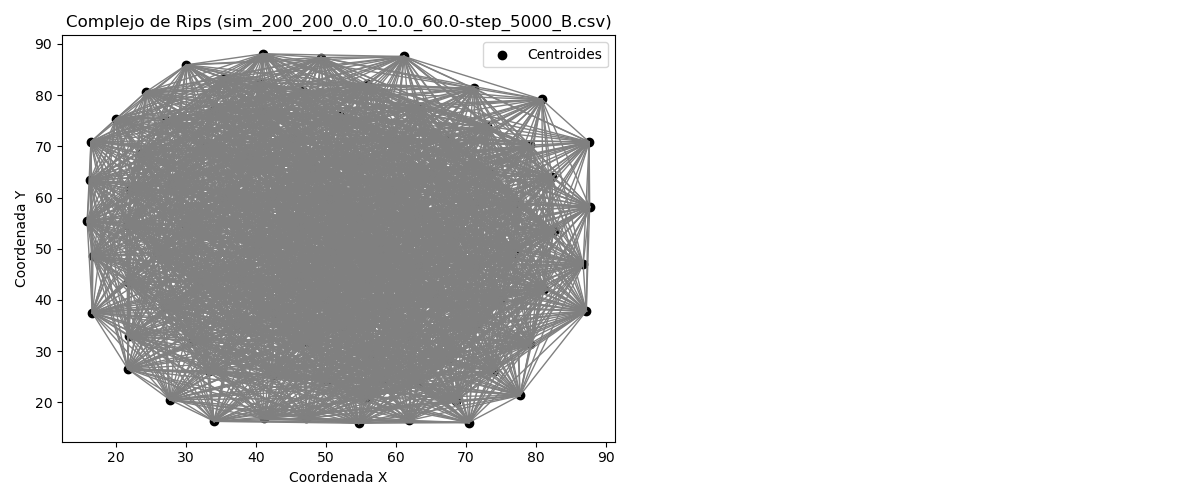 Complejo de Rips (sim_200_200_0.0_10.0_60.0-step_5000_B.csv)
90
80
70
60
50
40
30
20
Coordenada Y
Centroides
20 30 40 50 60 70 80 90
Coordenada X